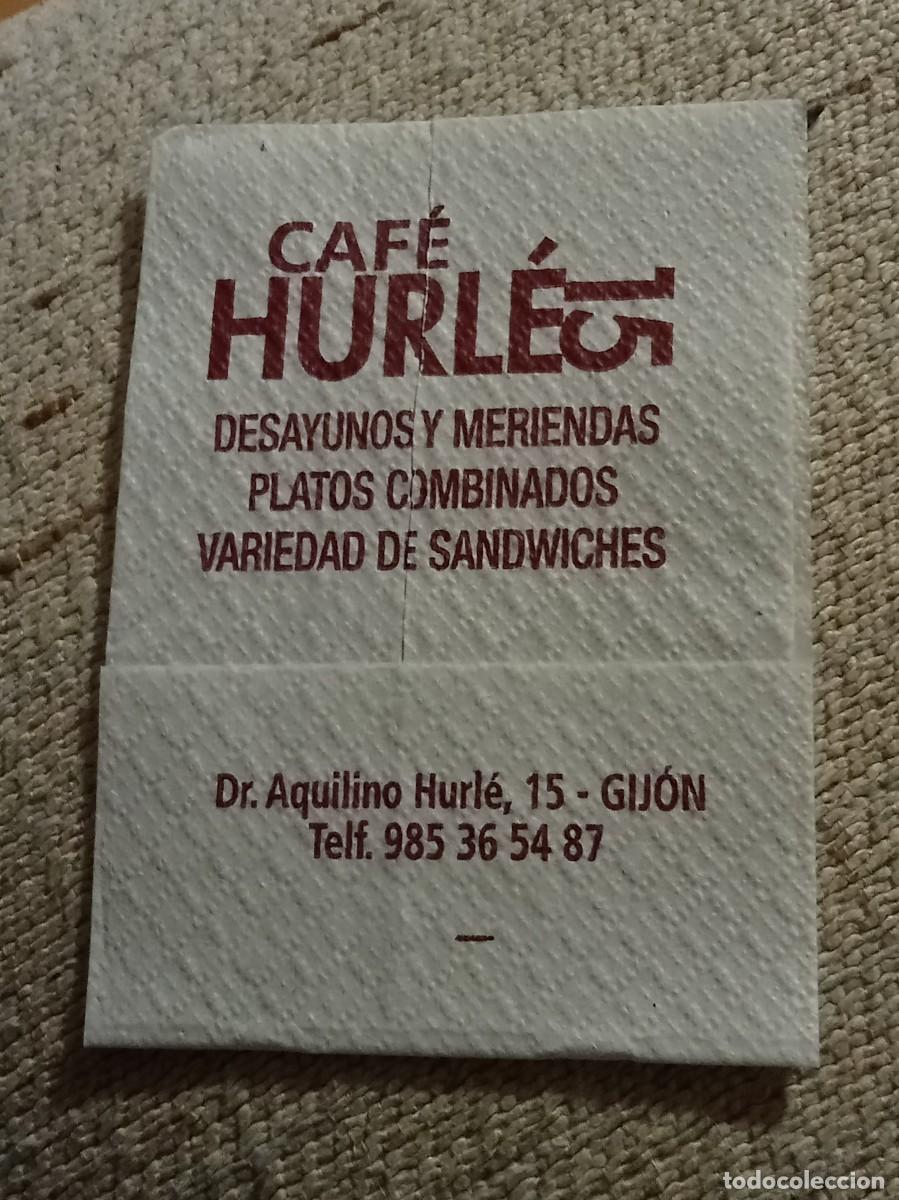 CAFÉ
HURLÉ 15
DESAYUNOS Y MERIENDAS
PLATOS COMBINADOS
VARIEDAD DE SANDWICHES
Dr. Aquilino Hurlé, 15 - GIJÓN
Telf. 985 36 54 87
todocoleccion